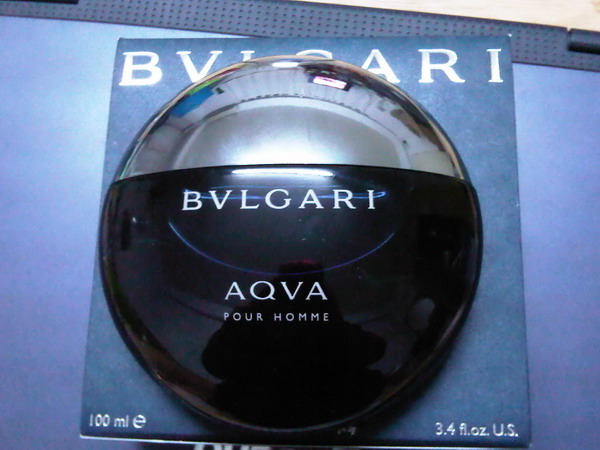 BVLGARI
BVLGARI
AQVA
POUR HOMME
100 ml ℮
3.4 fl.oz. U.S.